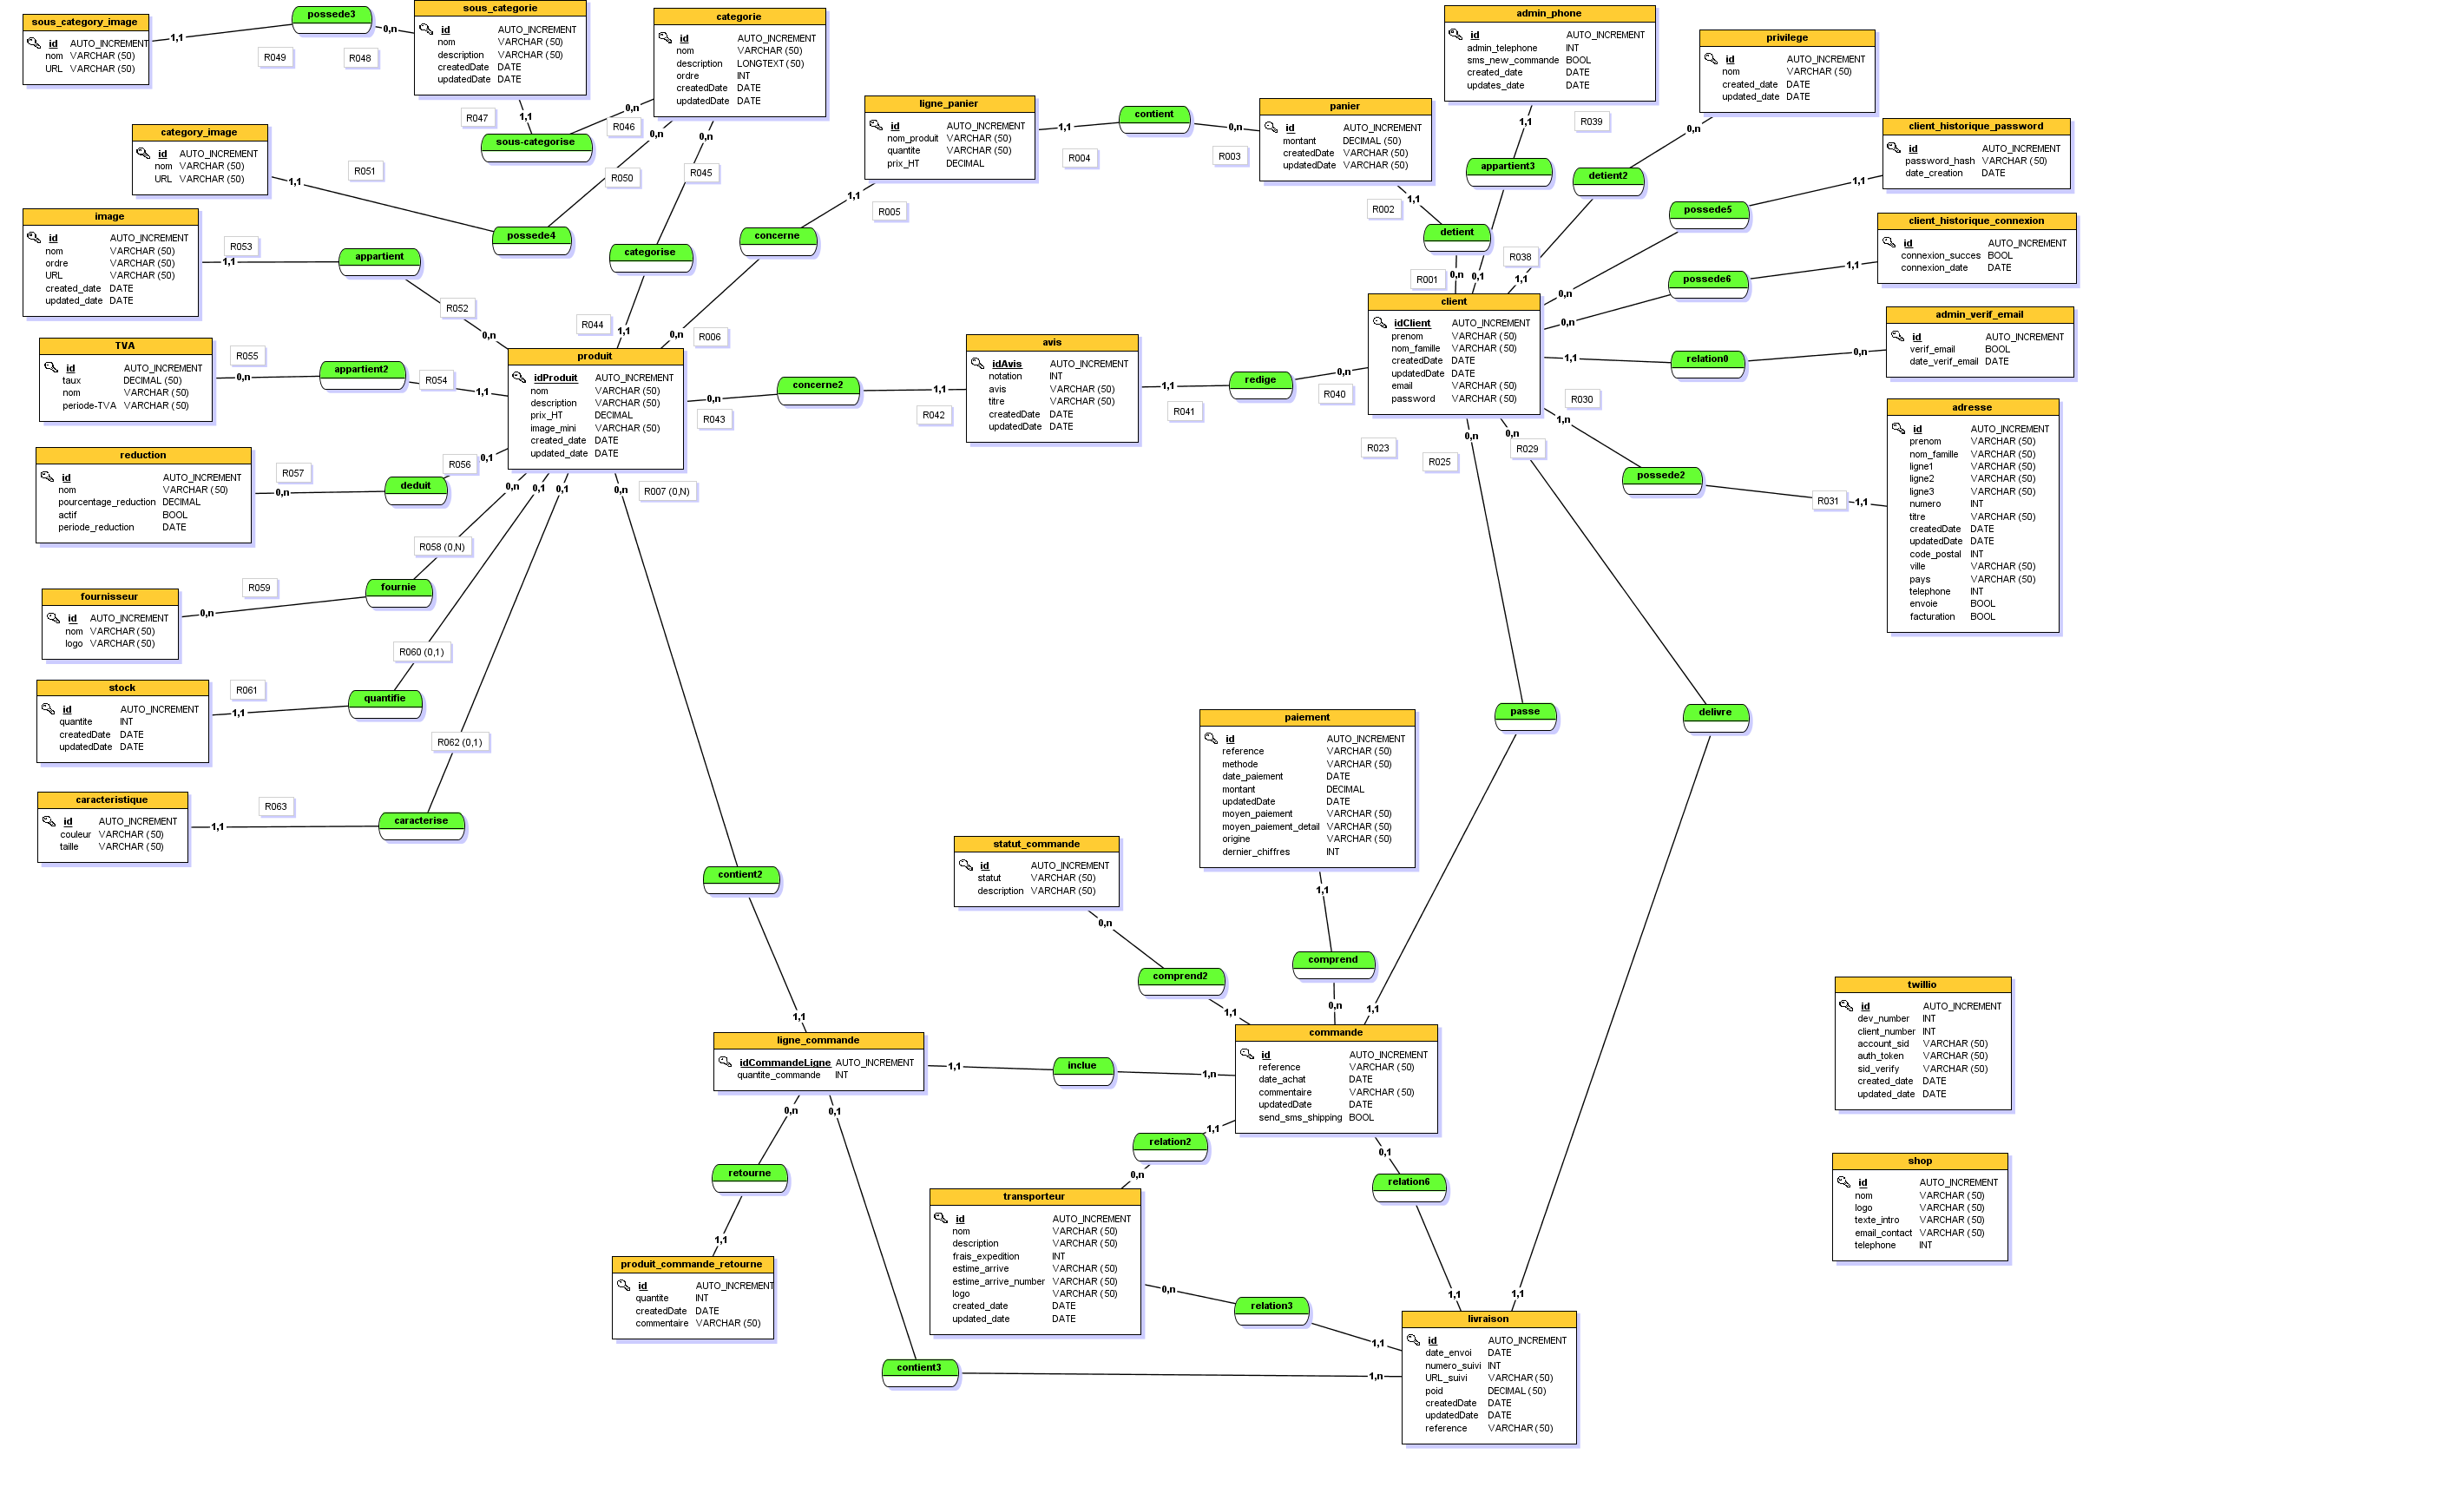 sous_category_image
id AUTO_INCREMENT
nom VARCHAR (50)
URL VARCHAR (50)
1,1
R049
possede3
0,n
R048
sous_categorie
id AUTO_INCREMENT
nom VARCHAR (50)
description VARCHAR (50)
createdDate DATE
updatedDate DATE
R047
1,1
sous-categorise
0,n
R046
categorie
id AUTO_INCREMENT
nom VARCHAR (50)
description LONGTEXT (50)
ordre INT
createdDate DATE
updatedDate DATE
0,n
0,n
R050
R045
category_image
id AUTO_INCREMENT
nom VARCHAR (50)
URL VARCHAR (50)
1,1
R051
possede4
categorise
R044
1,1
image
id AUTO_INCREMENT
nom VARCHAR (50)
ordre VARCHAR (50)
URL VARCHAR (50)
created_date DATE
updated_date DATE
R053
1,1
appartient
R052
0,n
TVA
id AUTO_INCREMENT
taux DECIMAL (50)
nom VARCHAR (50)
periode-TVA VARCHAR (50)
R055
0,n
appartient2
R054
1,1
reduction
id AUTO_INCREMENT
nom VARCHAR (50)
pourcentage_reduction DECIMAL
actif BOOL
periode_reduction DATE
R057
0,n
deduit
R056
0,1
produit
idProduit AUTO_INCREMENT
nom VARCHAR (50)
description VARCHAR (50)
prix_HT DECIMAL
image_mini VARCHAR (50)
created_date DATE
updated_date DATE
0,n
0,1
0,1
0,n
R007 (0,N)
R058 (0,N)
fournisseur
id AUTO_INCREMENT
nom VARCHAR (50)
logo VARCHAR (50)
R059
0,n
fournie
R060 (0,1)
stock
id AUTO_INCREMENT
quantite INT
createdDate DATE
updatedDate DATE
R061
1,1
quantifie
R062 (0,1)
caracteristique
id AUTO_INCREMENT
couleur VARCHAR (50)
taille VARCHAR (50)
R063
1,1
caracterise
ligne_panier
id AUTO_INCREMENT
nom_produit VARCHAR (50)
quantite VARCHAR (50)
prix_HT DECIMAL
1,1
R004
contient
0,n
R003
1,1
R005
concerne
0,n
R006
panier
id AUTO_INCREMENT
montant DECIMAL (50)
createdDate VARCHAR (50)
updatedDate VARCHAR (50)
R002
1,1
detient
R001
0,n
admin_phone
id AUTO_INCREMENT
admin_telephone INT
sms_new_commande BOOL
created_date DATE
updates_date DATE
1,1
R039
appartient3
0,1
privilege
id AUTO_INCREMENT
nom VARCHAR (50)
created_date DATE
updated_date DATE
0,n
detient2
R038
1,1
client_historique_password
id AUTO_INCREMENT
password_hash VARCHAR (50)
date_creation DATE
1,1
possede5
0,n
client_historique_connexion
id AUTO_INCREMENT
connexion_succes BOOL
connexion_date DATE
1,1
possede6
0,n
admin_verif_email
id AUTO_INCREMENT
verif_email BOOL
date_verif_email DATE
0,n
relation0
1,1
client
idClient AUTO_INCREMENT
prenom VARCHAR (50)
nom_famille VARCHAR (50)
createdDate DATE
updatedDate DATE
email VARCHAR (50)
password VARCHAR (50)
avis
idAvis AUTO_INCREMENT
notation INT
avis VARCHAR (50)
titre VARCHAR (50)
createdDate DATE
updatedDate DATE
0,n
R043
concerne2
1,1
R042
1,1
R041
redige
0,n
R040
R030
1,n
possede2
R031
1,1
adresse
id AUTO_INCREMENT
prenom VARCHAR (50)
nom_famille VARCHAR (50)
ligne1 VARCHAR (50)
ligne2 VARCHAR (50)
ligne3 VARCHAR (50)
numero INT
titre VARCHAR (50)
createdDate DATE
updatedDate DATE
code_postal INT
ville VARCHAR (50)
pays VARCHAR (50)
telephone INT
envoie BOOL
facturation BOOL
R023
0,n
R025
0,n
R029
passe
delivre
paiement
id AUTO_INCREMENT
reference VARCHAR (50)
methode VARCHAR (50)
date_paiement DATE
montant DECIMAL
updatedDate DATE
moyen_paiement VARCHAR (50)
moyen_paiement_detail VARCHAR (50)
origine VARCHAR (50)
dernier_chiffres INT
1,1
comprend
0,n
1,1
statut_commande
id AUTO_INCREMENT
statut VARCHAR (50)
description VARCHAR (50)
0,n
comprend2
1,1
contient2
1,1
ligne_commande
idCommandeLigne AUTO_INCREMENT
quantite_commande INT
1,1
inclue
1,n
commande
id AUTO_INCREMENT
reference VARCHAR (50)
date_achat DATE
commentaire VARCHAR (50)
updatedDate DATE
send_sms_shipping BOOL
0,n
0,1
retourne
1,1
produit_commande_retourne
id AUTO_INCREMENT
quantite INT
createdDate DATE
commentaire VARCHAR (50)
1,1
relation2
0,n
0,1
relation6
1,1
1,1
transporteur
id AUTO_INCREMENT
nom VARCHAR (50)
description VARCHAR (50)
frais_expedition INT
estime_arrive VARCHAR (50)
estime_arrive_number VARCHAR (50)
logo VARCHAR (50)
created_date DATE
updated_date DATE
0,n
relation3
1,1
contient3
1,n
livraison
id AUTO_INCREMENT
date_envoi DATE
numero_suivi INT
URL_suivi VARCHAR (50)
poid DECIMAL (50)
createdDate DATE
updatedDate DATE
reference VARCHAR (50)
twillio
id AUTO_INCREMENT
dev_number INT
client_number INT
account_sid VARCHAR (50)
auth_token VARCHAR (50)
sid_verify VARCHAR (50)
created_date DATE
updated_date DATE
shop
id AUTO_INCREMENT
nom VARCHAR (50)
logo VARCHAR (50)
texte_intro VARCHAR (50)
email_contact VARCHAR (50)
telephone INT